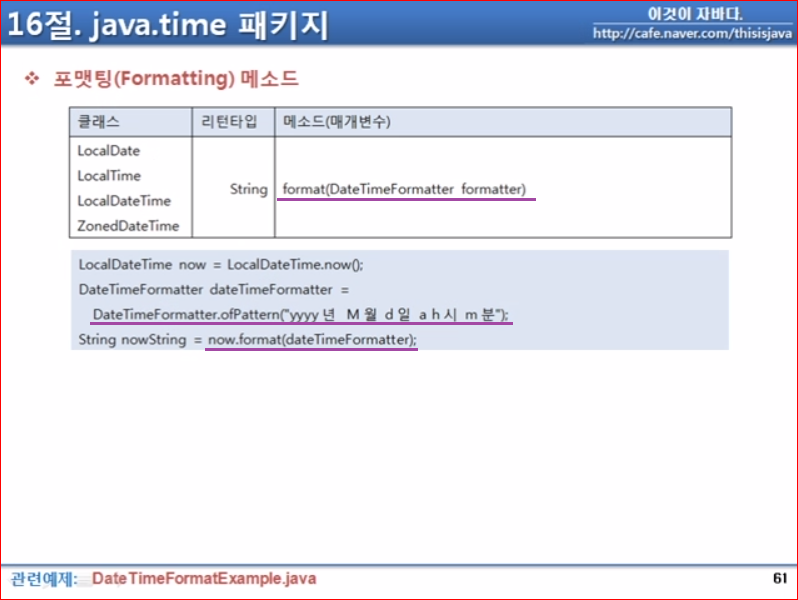 16절. java.time 패키지
이것이 자바다.
http://cafe.naver.com/thisisjava
❖ 포맷팅(Formatting) 메소드
클래스 리턴타입 메소드(매개변수)
LocalDate
LocalTime
LocalDateTime
ZonedDateTime
String format(DateTimeFormatter formatter)
LocalDateTime now = LocalDateTime.now();
DateTimeFormatter dateTimeFormatter =
DateTimeFormatter.ofPattern("yyyy 년 M 월 d 일 a h 시 m 분");
String nowString = now.format(dateTimeFormatter);
관련예제: DateTimeFormatExample.java
61